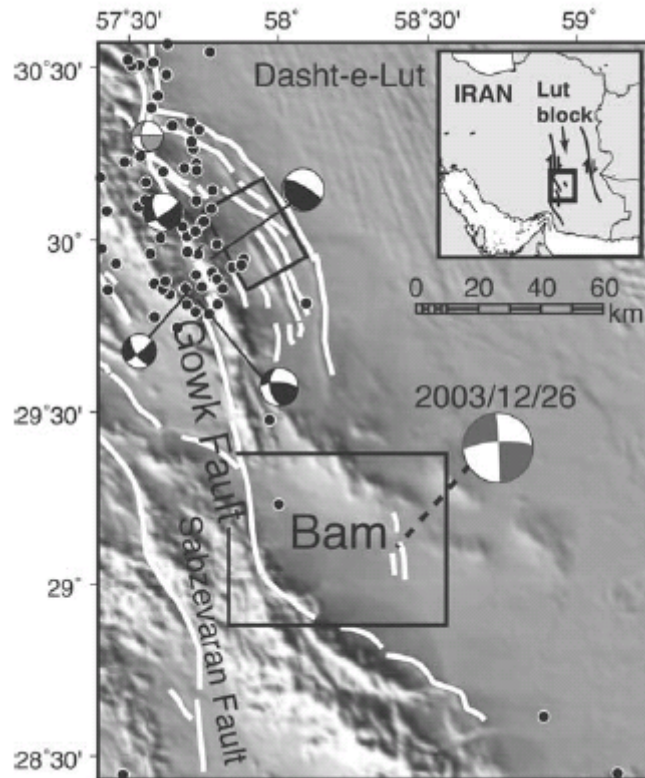 57˚30' 58˚ 58˚30' 59˚
30˚30'
30˚
29˚30'
29˚
28˚30'
Dasht-e-Lut
IRAN
Lut
block
0 20 40 60
km
Gowk Fault
2003/12/26
Bam
Sabzevaran Fault